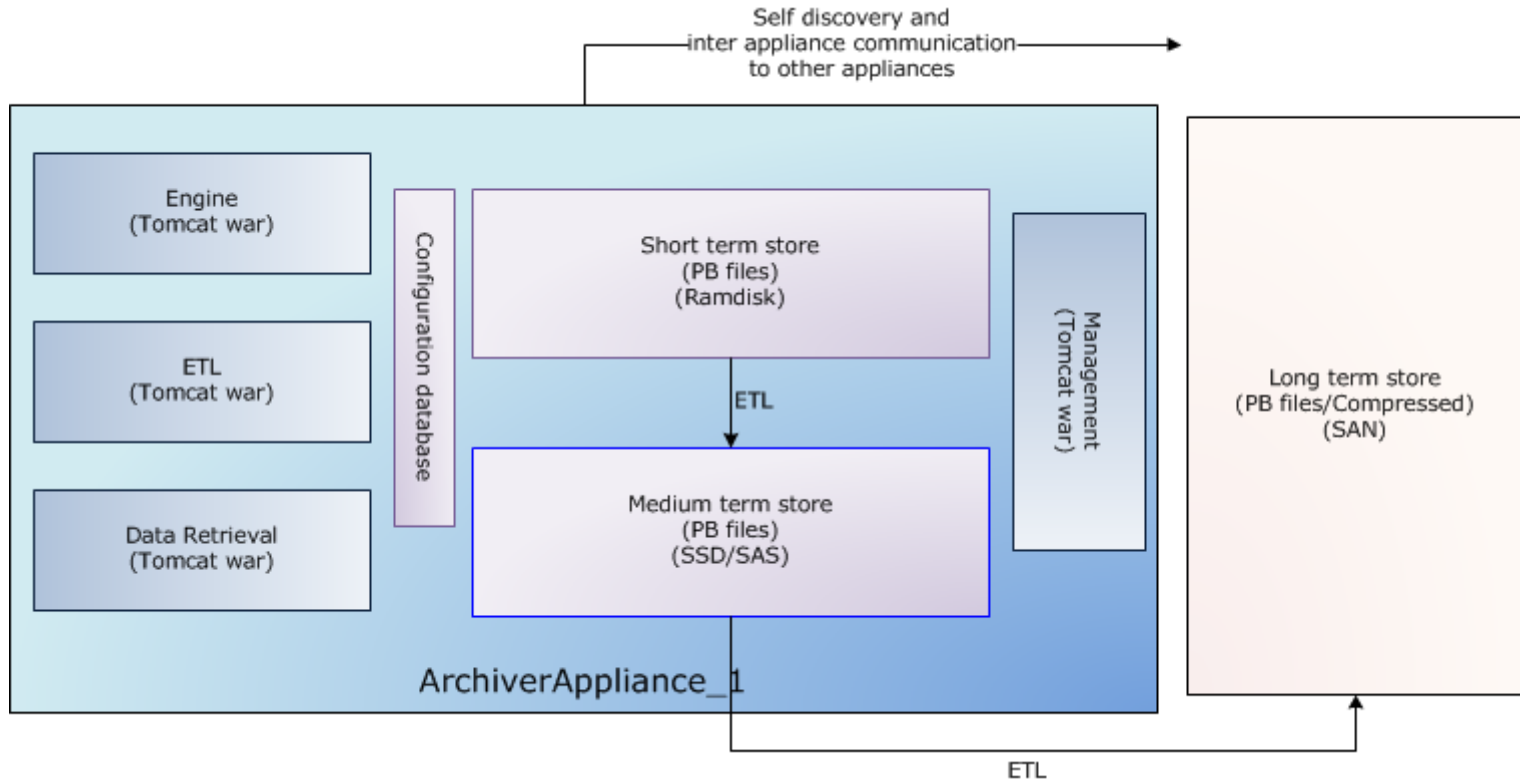 Self discovery and
inter appliance communication
to other appliances
Engine
(Tomcat war)
ETL
(Tomcat war)
Data Retrieval
(Tomcat war)
Configuration database
Short term store
(PB files)
(Ramdisk)
ETL
Medium term store
(PB files)
(SSD/SAS)
Management
(Tomcat war)
Long term store
(PB files/Compressed)
(SAN)
ArchiverAppliance_1
ETL